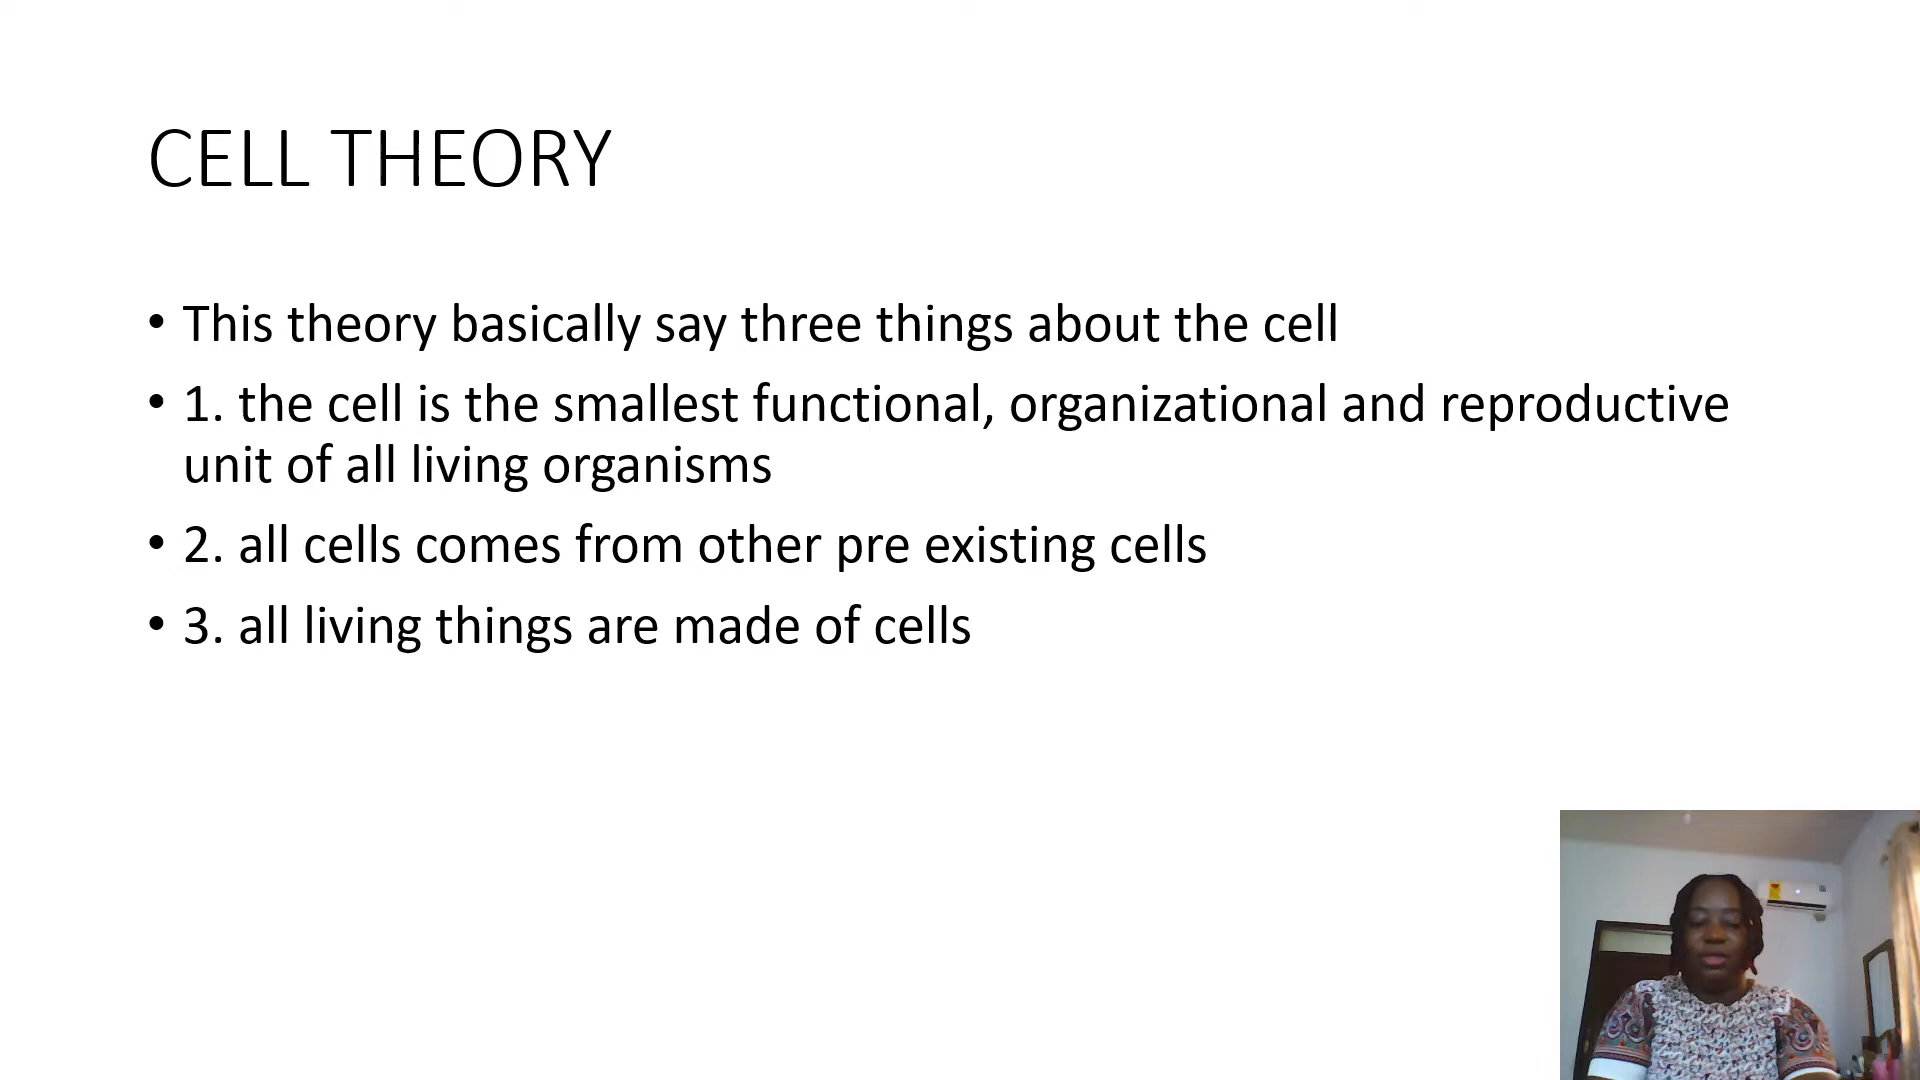 CELL THEORY
• This theory basically say three things about the cell
• 1. the cell is the smallest functional, organizational and reproductive
unit of all living organisms
• 2. all cells comes from other pre existing cells
• 3. all living things are made of cells